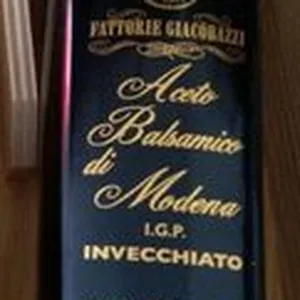 FATTORIE GIACOBAZZI
Aceto
Balsamico
di
Modena
I.G.P.
INVECCHIATO